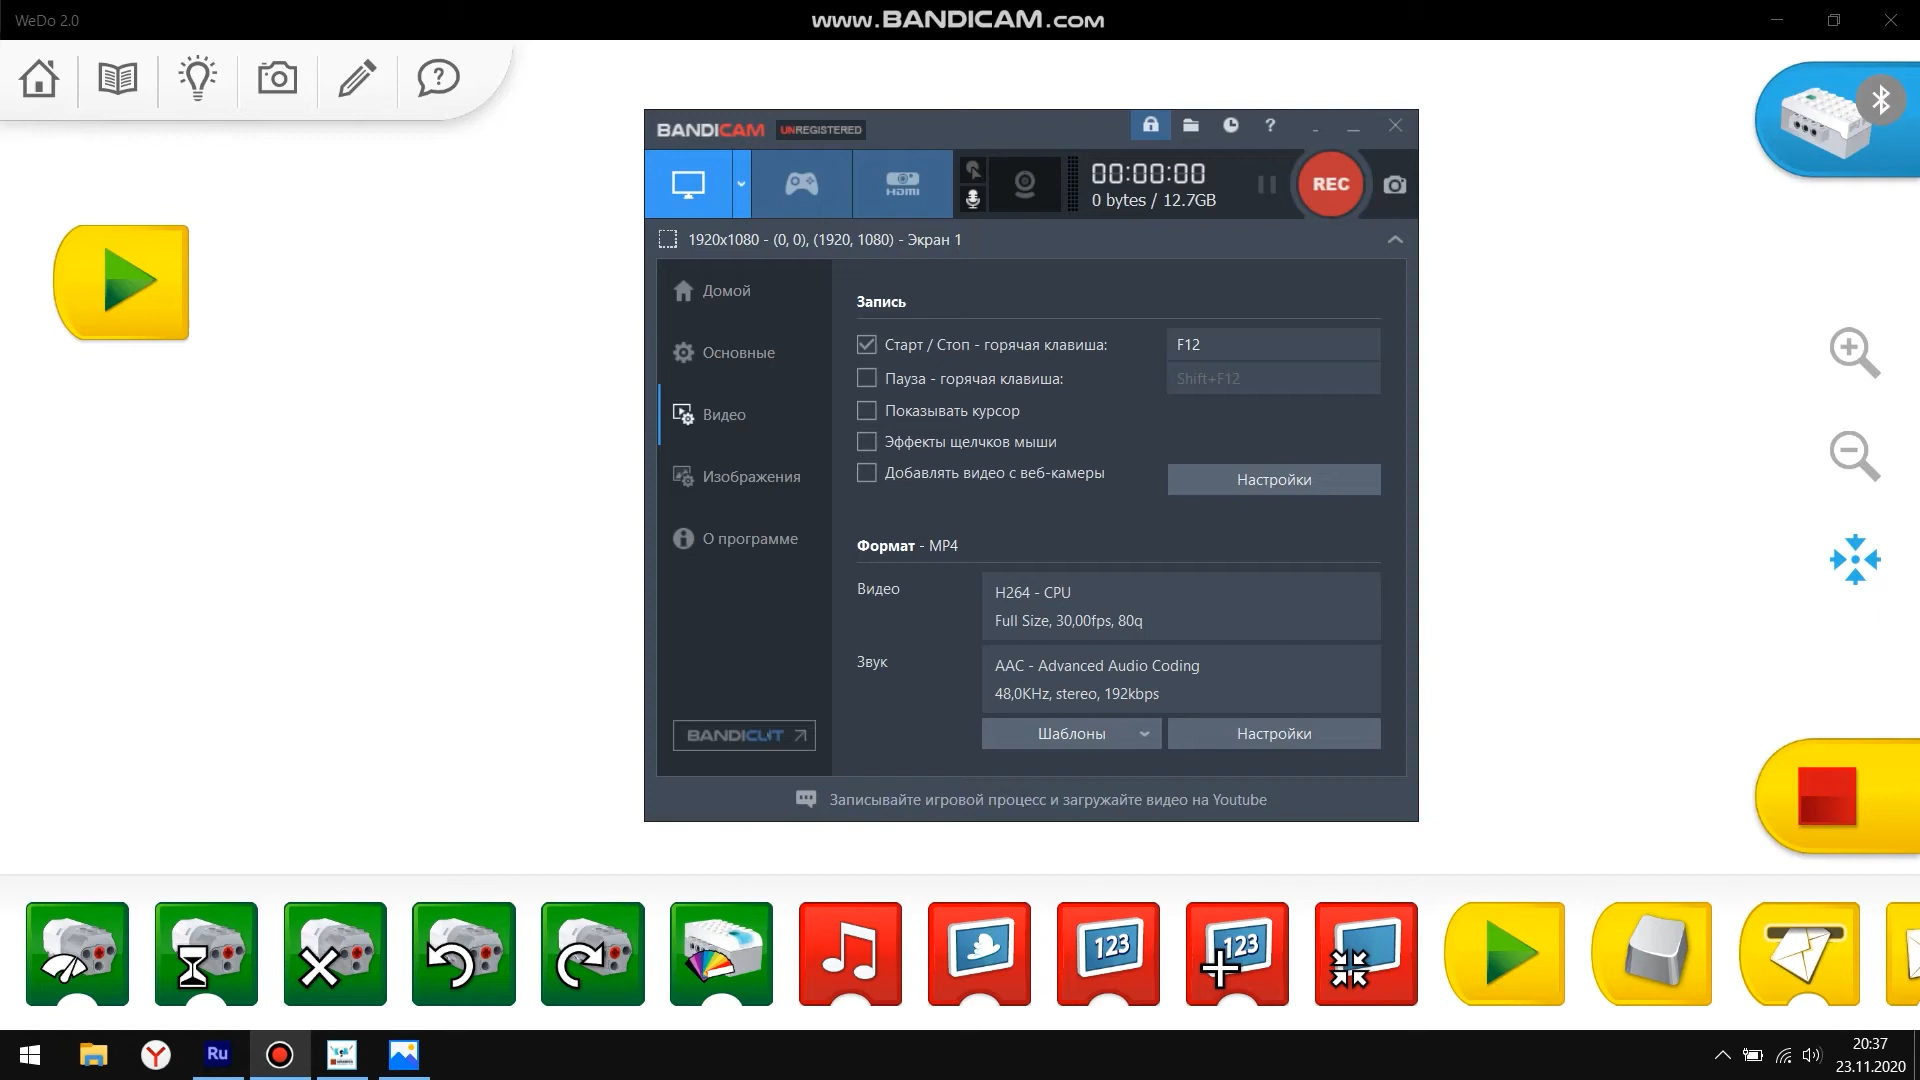 WeDo 2.0
www.BANDICAM.com
BANDICAM UNREGISTERED
HDMI
00:00:00
0 bytes / 12.7GB
REC
1920x1080 - (0, 0), (1920, 1080) - Экран 1
Домой
Основные
Видео
Изображения
О программе
BANDICUT
Запись
Старт / Стоп - горячая клавиша:
F12
Пауза - горячая клавиша:
Shift+F12
Показывать курсор
Эффекты щелчков мыши
Добавлять видео с веб-камеры
Настройки
Формат - MP4
Видео
H264 - CPU
Full Size, 30,00fps, 80q
Звук
AAC - Advanced Audio Coding
48,0KHz, stereo, 192kbps
Шаблоны
Настройки
Записывайте игровой процесс и загружайте видео на Youtube
123
123
Ru
20:37
23.11.2020